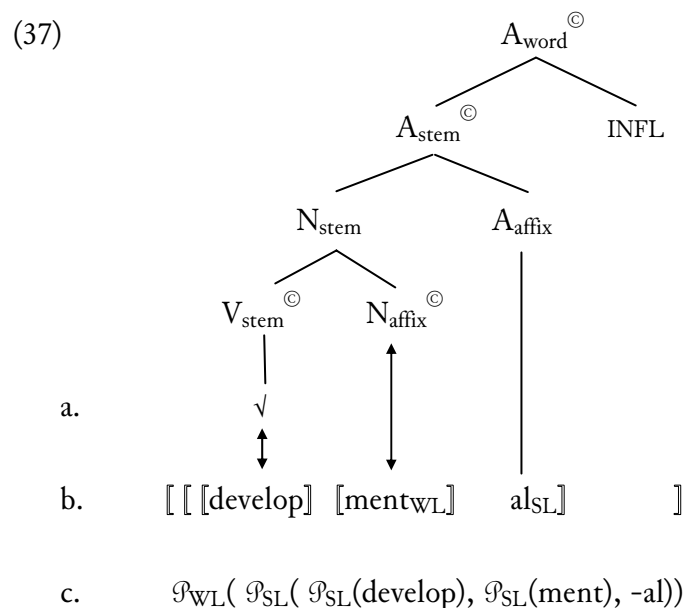 (37) A_word©
A_stem© INFL
N_stem A_affix
V_stem© N_affix©
a. √
b. ⟦ ⟦ ⟦develop⟧ ⟦ment_WL⟧ al_SL⟧ ⟧
c. 𝒫_WL( 𝒫_SL( 𝒫_SL(develop), 𝒫_SL(ment), -al))